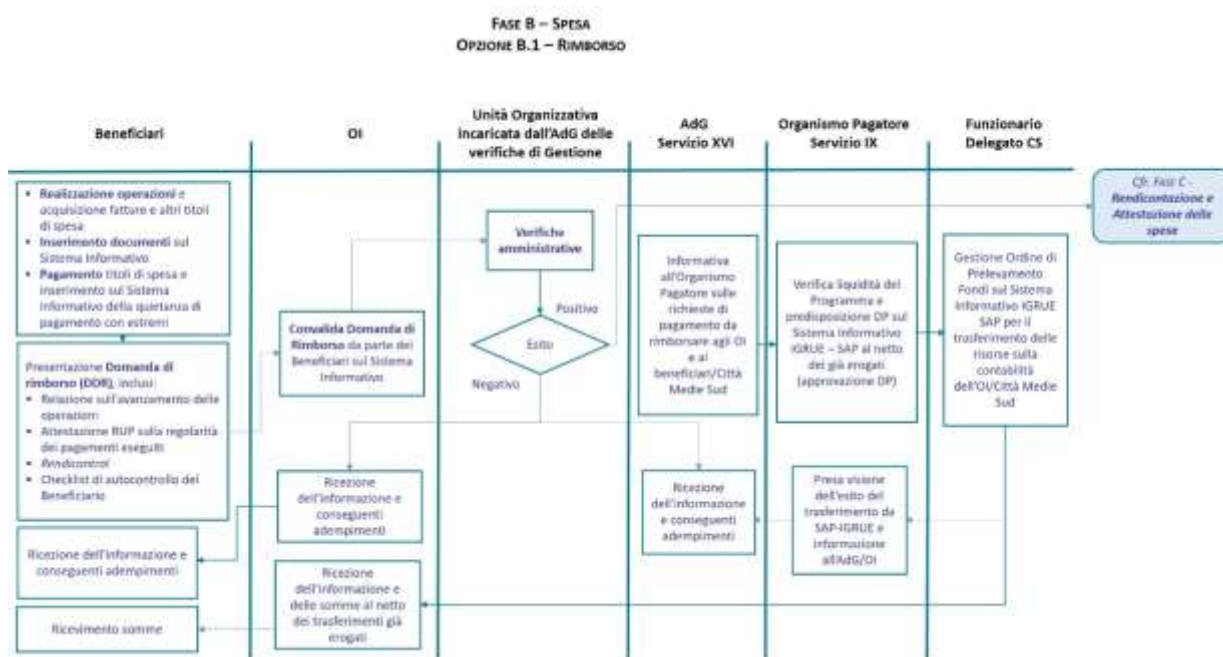 FASE B – SPESA
OPZIONE B.1 – RIMBORSO
Beneficiari
OI
Unità Organizzativa
incaricata dall'AdG delle
verifiche di Gestione
AdG
Servizio XVI
Organismo Pagatore
Servizio IX
Funzionario
Delegato CS
Realizzazione operazioni e
acquisizione fatture e altri titoli
di spesa
Inserimento documenti sul
Sistema Informativo
Pagamento titoli di spesa e
inserimento sul Sistema
Informativo della quietanza di
pagamento con estremi
Presentazione Domanda di
rimborso (DDR), inclusi:
Relazione sull'avanzamento delle
operazioni
Attestazione RUP sulla regolarità
dei pagamenti eseguiti
Rendicontrol
Checklist di autocontrollo del
Beneficiario
Ricezione dell'Informazione e
conseguenti adempimenti
Ricevimento somme
Convalida Domanda di
Rimborso da parte dei
Beneficiari sul Sistema
Informativo
Ricezione
dell'informazione e
conseguenti
adempimenti
Ricezione
dell'informazione e
delle somme al netto
dei trasferimenti già
erogati
Verifiche
amministrative
Positivo
Esito
Negativo
Informativa
all'Organismo
Pagatore sulle
richieste di
pagamento da
rimborsare agli OI
e ai
beneficiari/Città
Medie Sud
Ricezione
dell'informazione
e conseguenti
adempimenti
Verifica liquidità del
Programma e
predisposizione DP sul
Sistema Informativo
IGRUE – SAP al netto
dei già erogati
(approvazione DP)
Presa visione
dell'esito del
trasferimento da
SAP-IGRUE e
informazione
all'AdG/OI
Cfr. Fase C -
Rendicontazione e
Attestazione delle
spese
Gestione Ordine di
Prelevamento
Fondi sul Sistema
Informativo IGRUE
SAP per il
trasferimento delle
risorse sulla
contabilità
dell'OI/Città Medie
Sud